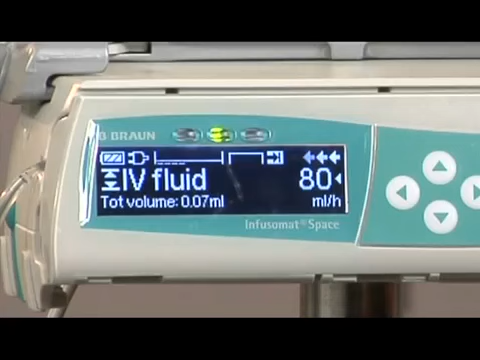 B BRAUN
IV fluid 80
Tot volume: 0.07ml ml/h
Infusomat® Space